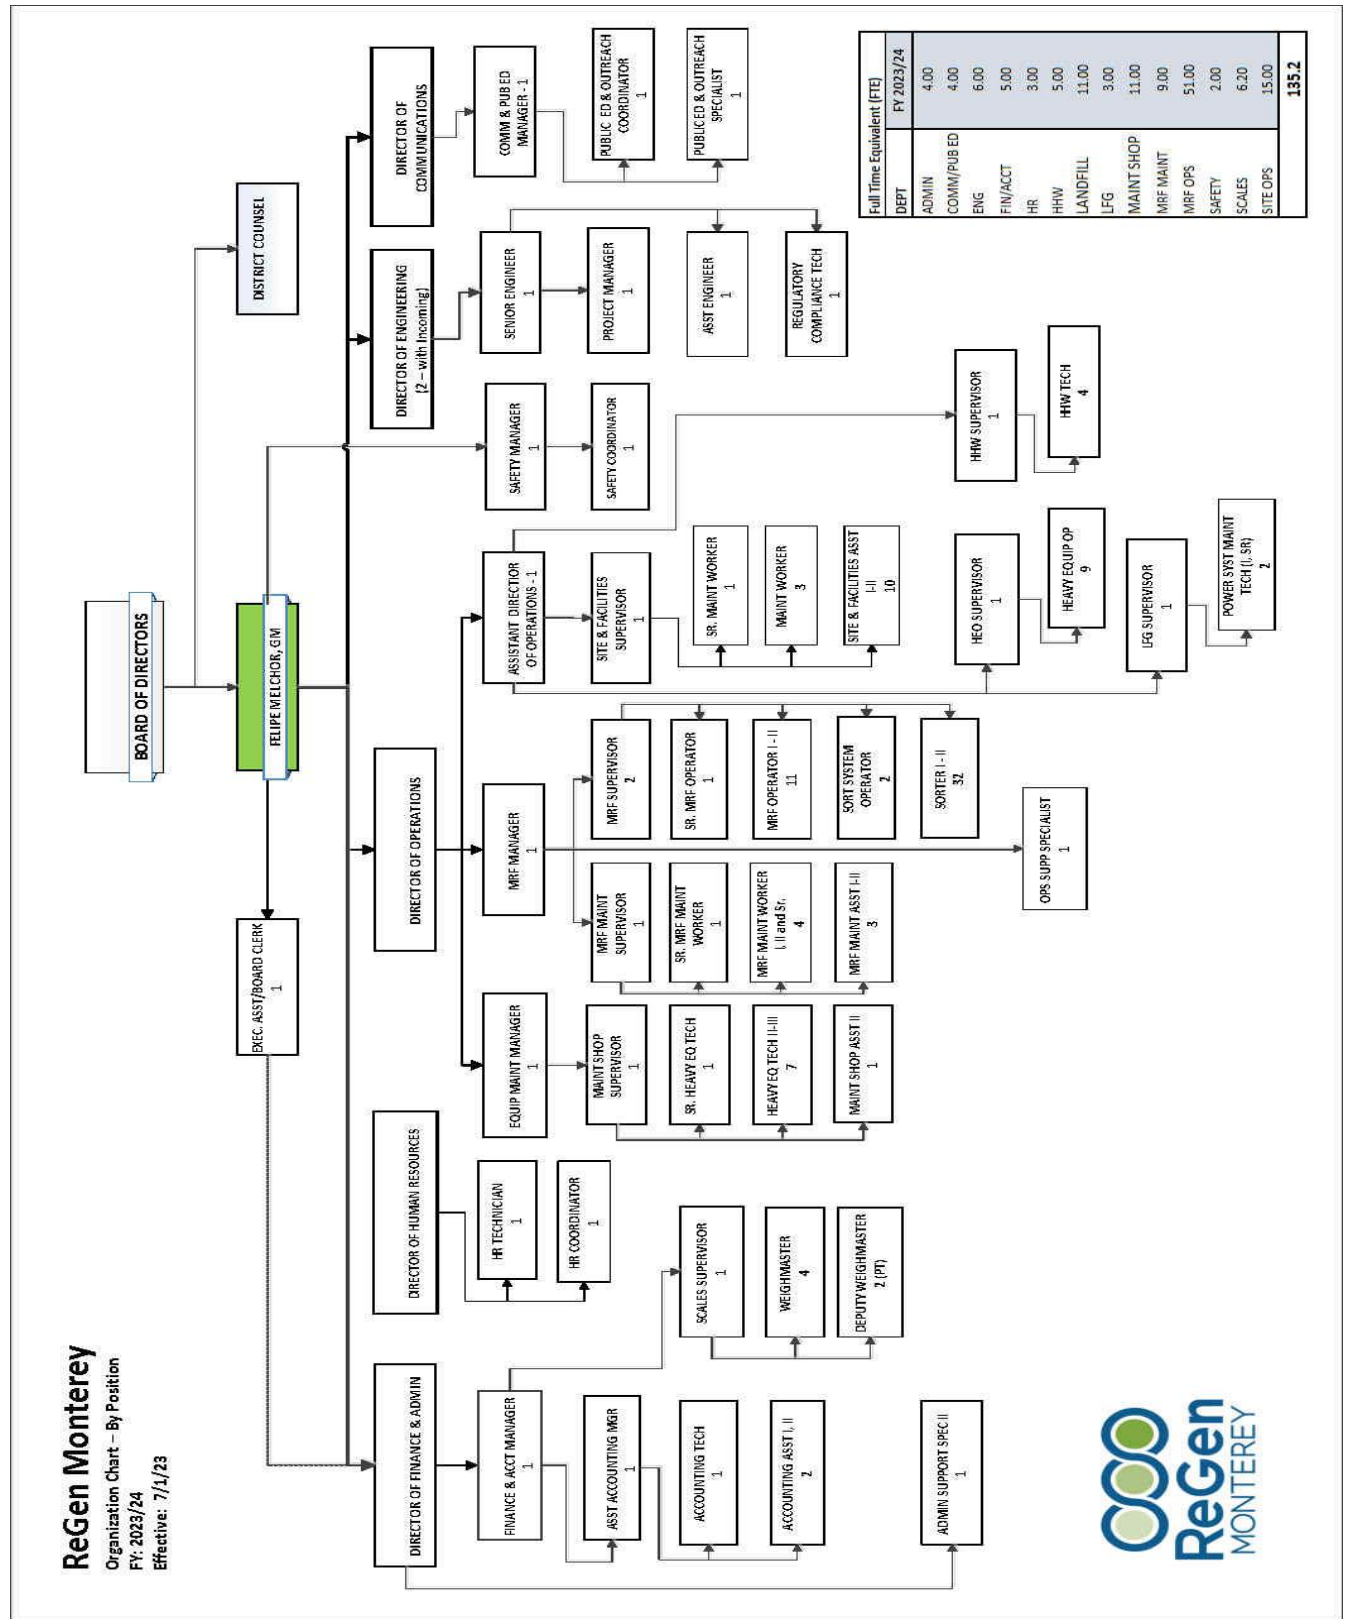 ReGen Monterey
Organization Chart – By Position
FY: 2023/24
Effective: 7/1/23
BOARD OF DIRECTORS
FELIPE MELCHOR, GM
DISTRICT COUNSEL
EXEC. ASST/BOARD CLERK
1
DIRECTOR OF FINANCE & ADMIN
DIRECTOR OF HUMAN RESOURCES
DIRECTOR OF OPERATIONS
DIRECTOR OF ENGINEERING
(2 – with Incoming)
DIRECTOR OF
COMMUNICATIONS
FINANCE & ACT MANAGER
1
ASST ACCOUNTING MGR
1
ACCOUNTING TECH
1
ACCOUNTING ASST I, II
2
ADMIN SUPPORT SPEC II
1
SCALES SUPERVISOR
1
WEIGHMASTER
4
DEPUTY WEIGHMASTER
2 (PT)
HR TECHNICIAN
1
HR COORDINATOR
1
EQUIP MAINT MANAGER
1
MAINT SHOP
SUPERVISOR
1
SR. HEAVY EQ TECH
1
HEAVY EQ TECH II-III
7
MAINT SHOP ASST II
1
MRF MANAGER
1
MRF MAINT
SUPERVISOR
1
SR. MRF MAINT
WORKER
1
MRF MAINT WORKER
I, II and Sr.
4
MRF MAINT ASST I-II
3
MRF SUPERVISOR
2
SR. MRF OPERATOR
1
MRF OPERATOR I - II
11
SORT SYSTEM
OPERATOR
2
SORTER I - II
32
OPS SUPP SPECIALIST
1
ASSISTANT DIRECTOR
OF OPERATIONS - 1
SITE & FACILITIES
SUPERVISOR
1
SR. MAINT WORKER
1
MAINT WORKER
3
SITE & FACILITIES ASST
I-II
10
HEO SUPERVISOR
1
HEAVY EQUIP OP
9
LFG SUPERVISOR
1
POWER SYST MAINT
TECH (I, SR)
2
HHW SUPERVISOR
1
HHW TECH
4
SAFETY MANAGER
1
SAFETY COORDINATOR
1
SENIOR ENGINEER
1
PROJECT MANAGER
1
ASST ENGINEER
1
REGULATORY
COMPLIANCE TECH
1
COMM & PUB ED
MANAGER - 1
PUBLIC ED & OUTREACH
COORDINATOR
1
PUBLIC ED & OUTREACH
SPECIALIST
1
Full Time Equivalent (FTE)
DEPT FY 2023/24
ADMIN 4.00
COMM/PUB ED 4.00
ENG 6.00
FIN/ACCT 5.00
HR 3.00
HHW 5.00
LANDFILL 11.00
LFG 3.00
MAINT SHOP 11.00
MRF MAINT 9.00
MRF OPS 51.00
SAFETY 2.00
SCALES 6.20
SITE OPS 15.00
135.2
ReGen
MONTEREY